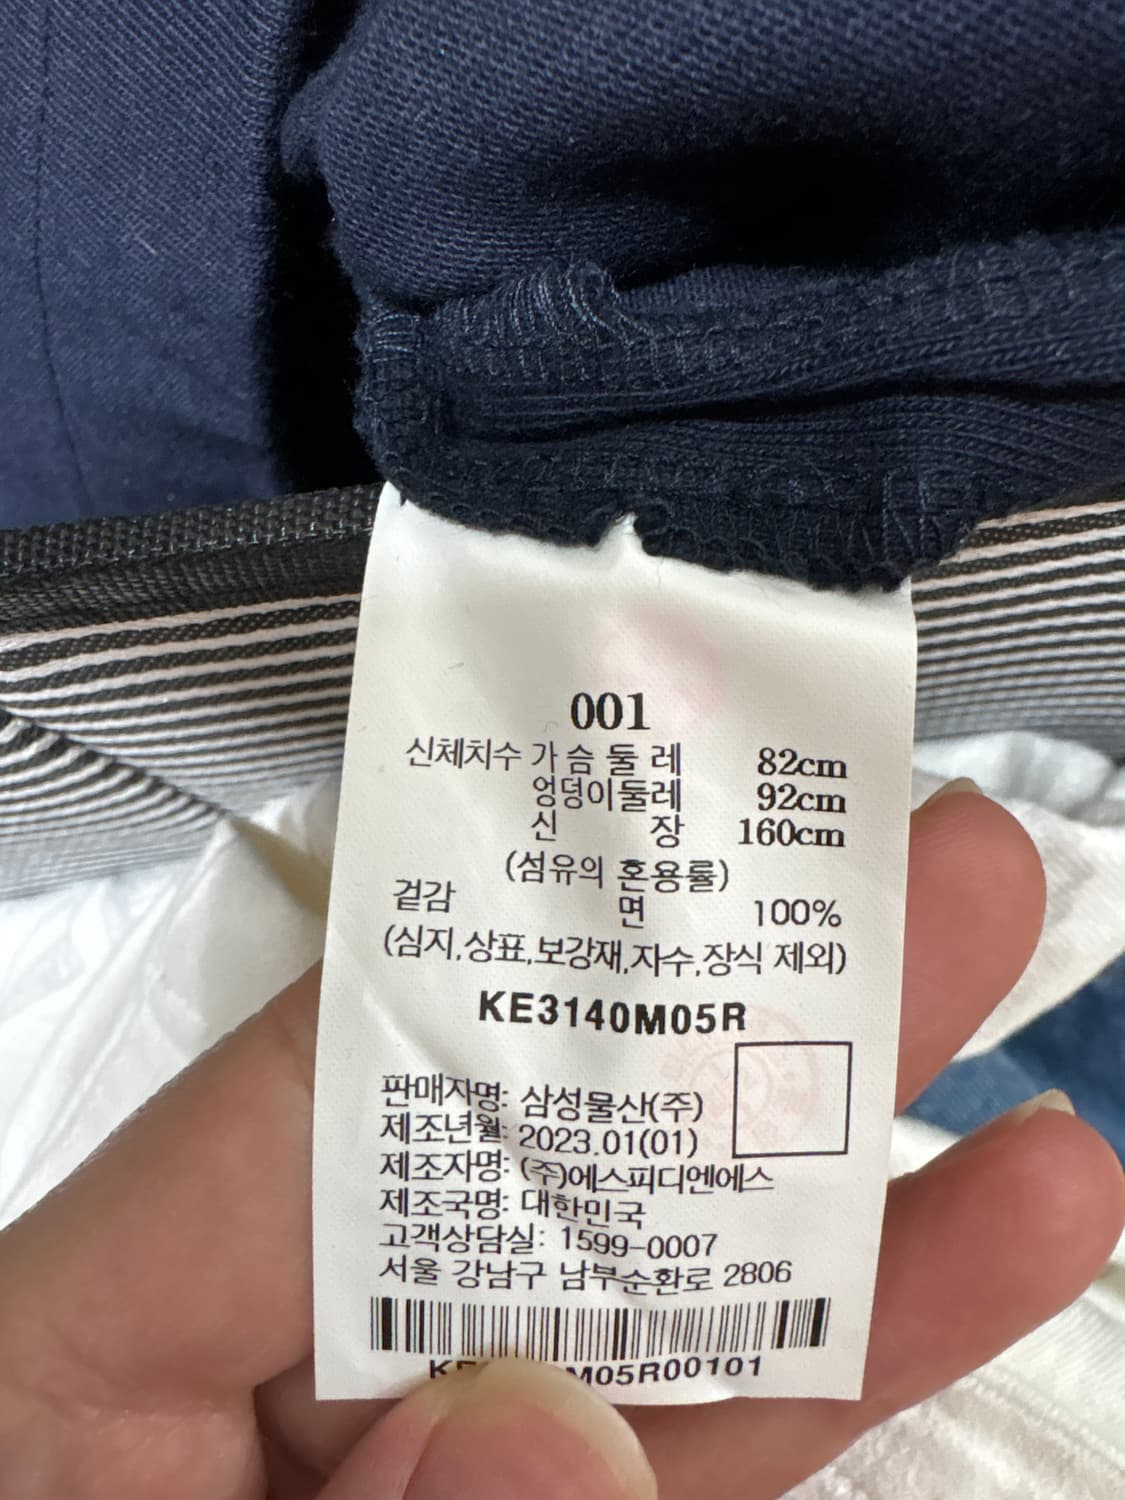 001
신체치수 가슴둘레 82cm
엉덩이둘레 92cm
신장 160cm
(섬유의 혼용률)
겉감 면 100%
(심지,상표,보강재,자수,장식 제외)
KE3140M05R
판매자명: 삼성물산(주)
제조년월: 2023.01(01)
제조자명: (주)에스피디엔에스
제조국명: 대한민국
고객상담실: 1599-0007
서울 강남구 남부순환로 2806
M05R00101